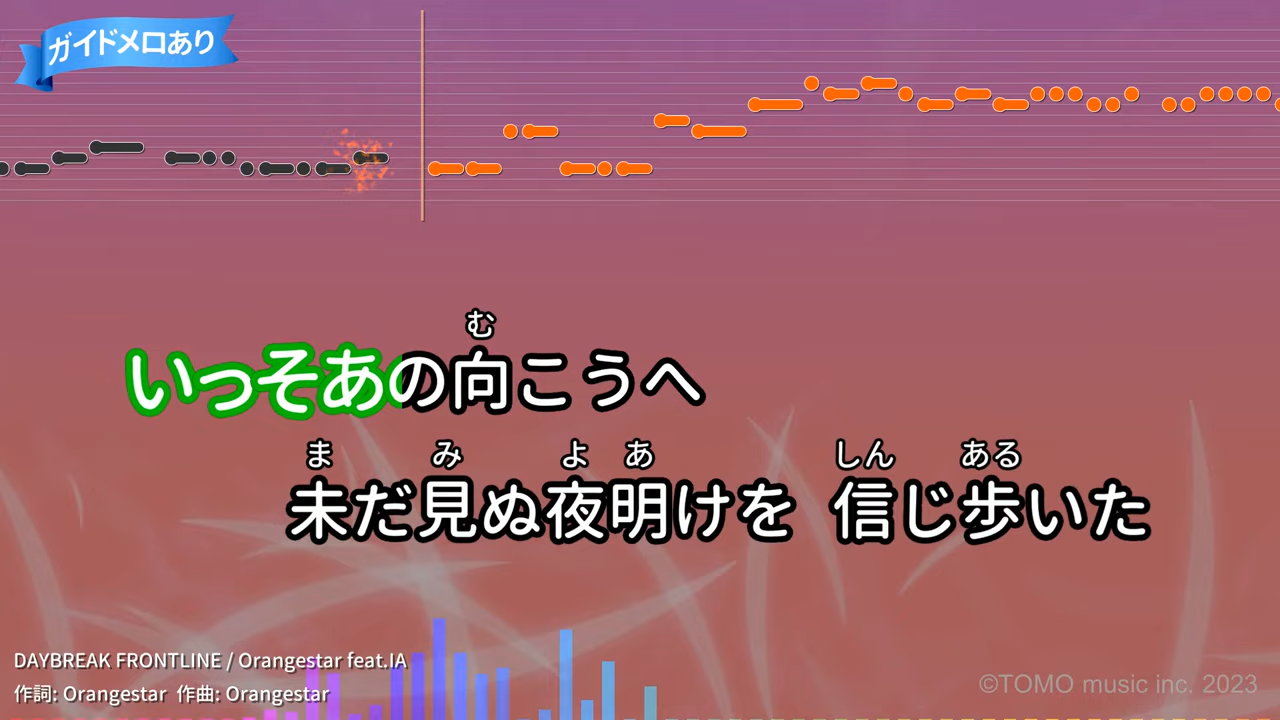 ガイドメロあり
む
いっそあの向こうへ
ま み よ あ しん ある
未だ見ぬ夜明けを 信じ歩いた
DAYBREAK FRONTLINE / Orangestar feat.IA
作詞: Orangestar 作曲: Orangestar
©TOMO music inc. 2023